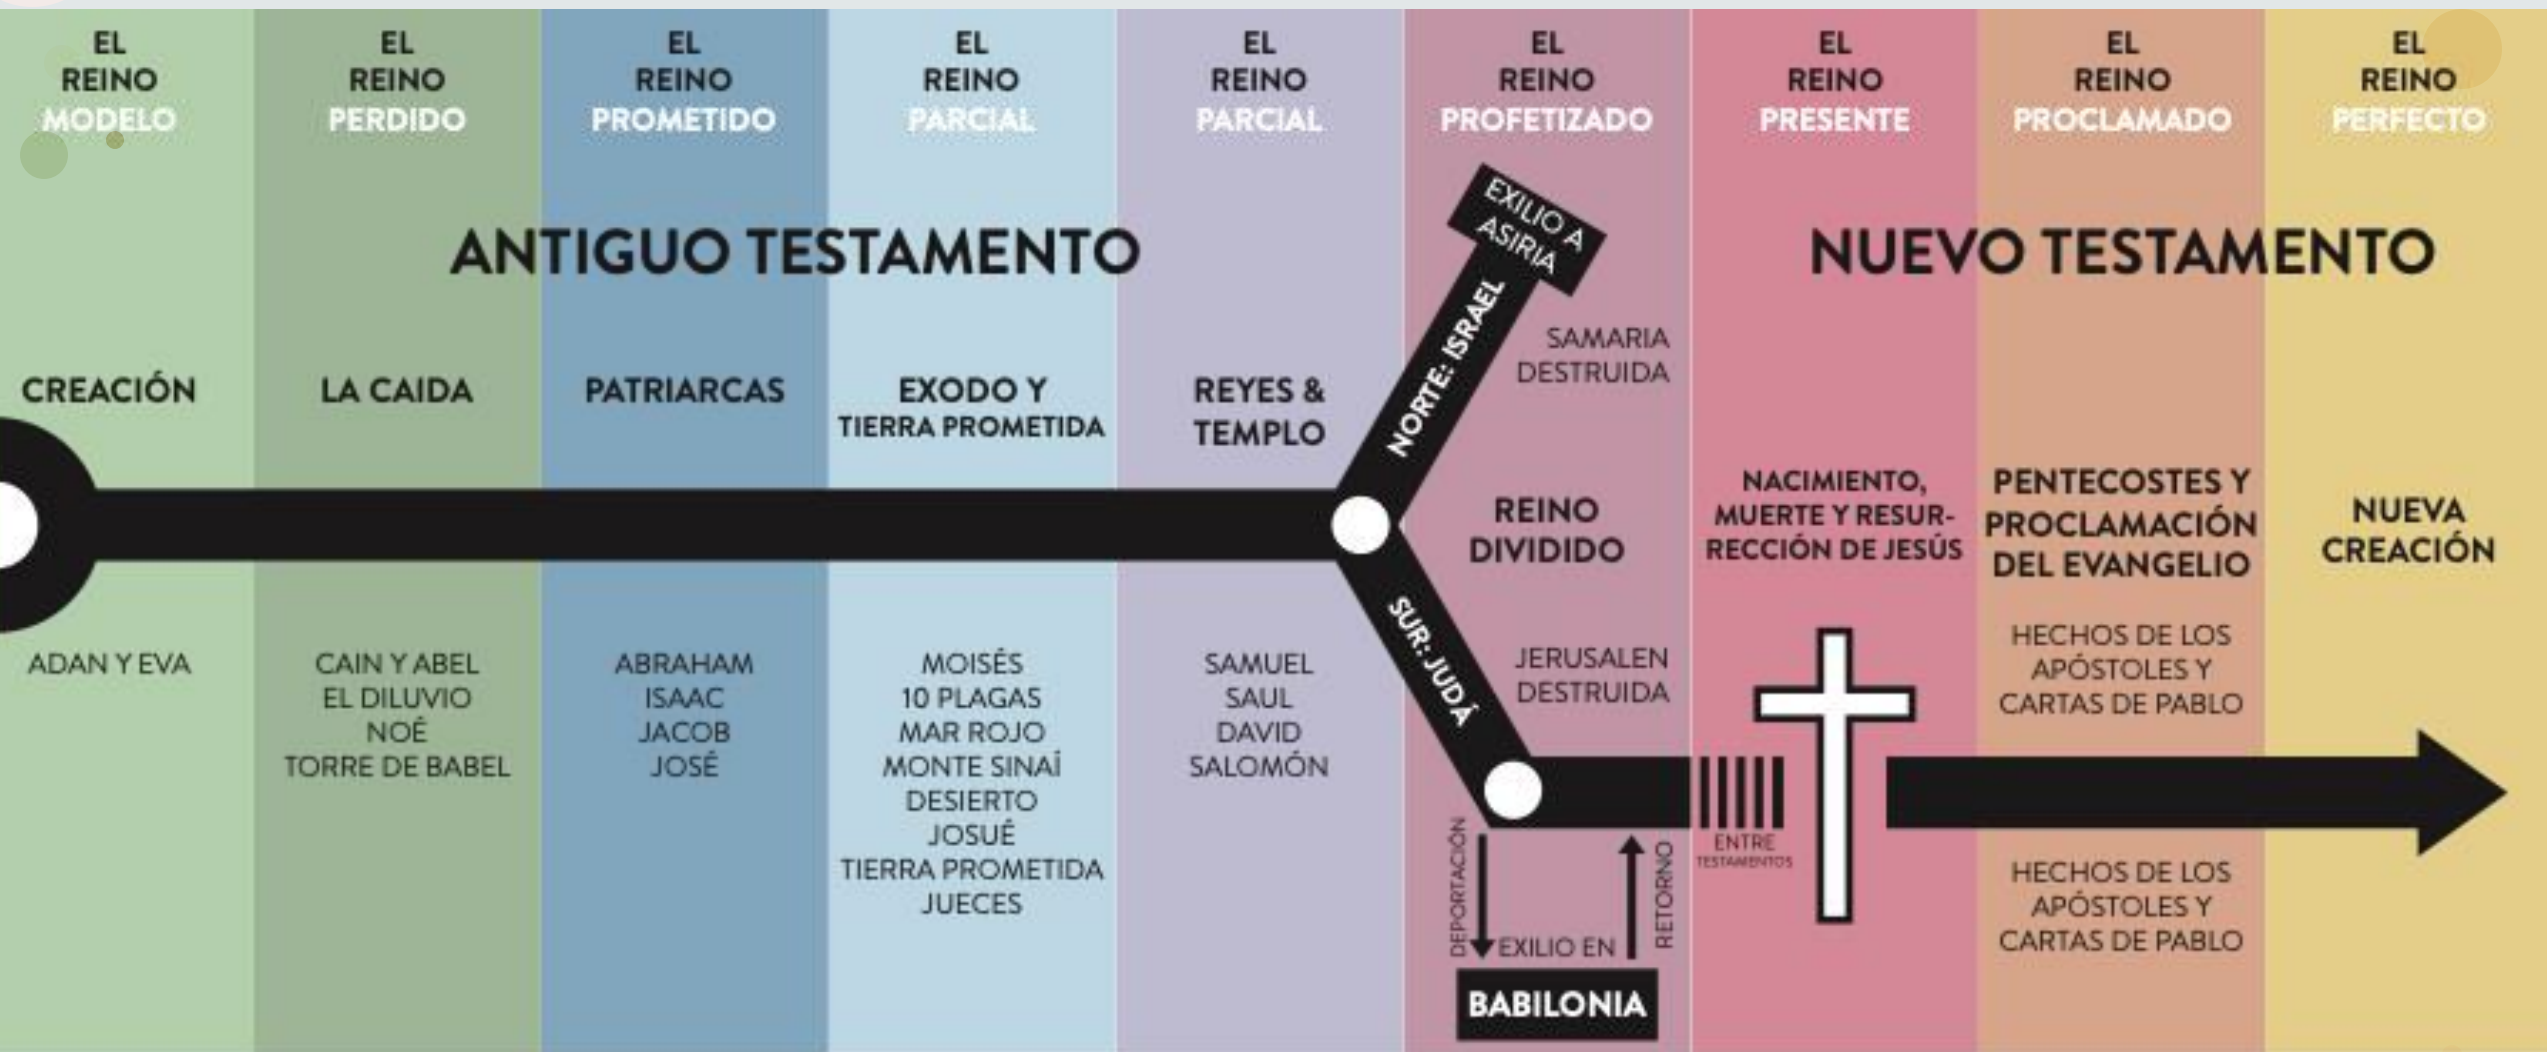 EL
REINO
MODELO
EL
REINO
PERDIDO
EL
REINO
PROMETIDO
EL
REINO
PARCIAL
EL
REINO
PARCIAL
EL
REINO
PROFETIZADO
EL
REINO
PRESENTE
EL
REINO
PROCLAMADO
EL
REINO
PERFECTO
ANTIGUO TESTAMENTO
NUEVO TESTAMENTO
CREACIÓN
ADAN Y EVA
LA CAIDA
CAIN Y ABEL
EL DILUVIO
NOÉ
TORRE DE BABEL
PATRIARCAS
ABRAHAM
ISAAC
JACOB
JOSÉ
EXODO Y
TIERRA PROMETIDA
MOISÉS
10 PLAGAS
MAR ROJO
MONTE SINAÍ
DESIERTO
JOSUÉ
TIERRA PROMETIDA
JUECES
REYES &
TEMPLO
SAMUEL
SAUL
DAVID
SALOMÓN
EXILIO A
ASIRIA
NORTE: ISRAEL
SAMARIA
DESTRUIDA
REINO
DIVIDIDO
SUR: JUDÁ
JERUSALEN
DESTRUIDA
DEPORTACIÓN
EXILIO EN
RETORNO
BABILONIA
NACIMIENTO,
MUERTE Y RESUR-
RECCIÓN DE JESÚS
ENTRE
TESTAMENTOS
PENTECOSTES Y
PROCLAMACIÓN
DEL EVANGELIO
HECHOS DE LOS
APÓSTOLES Y
CARTAS DE PABLO
HECHOS DE LOS
APÓSTOLES Y
CARTAS DE PABLO
NUEVA
CREACIÓN